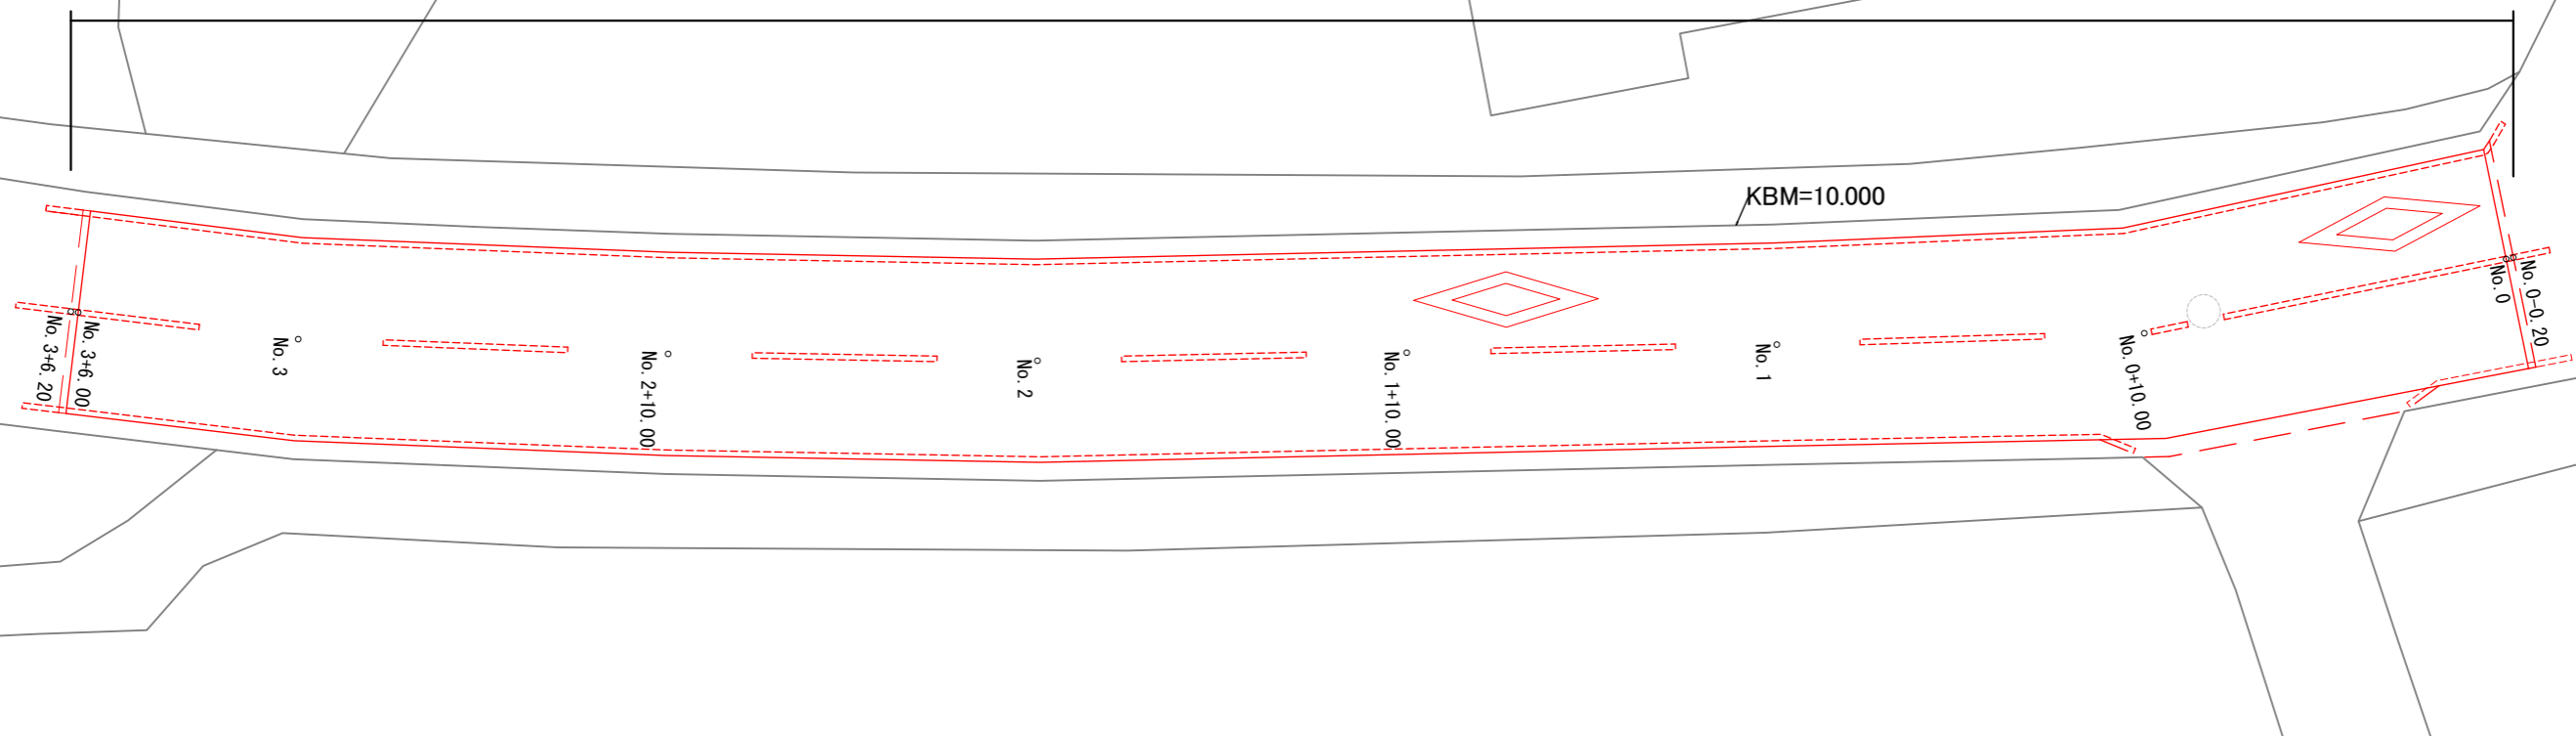 KBM=10.000
No. 3+6. 20
No. 3+6. 00
No. 3
No. 2+10. 00
No. 2
No. 1+10. 00
No. 1
No. 0+10. 00
No. 0
No. 0-0. 20